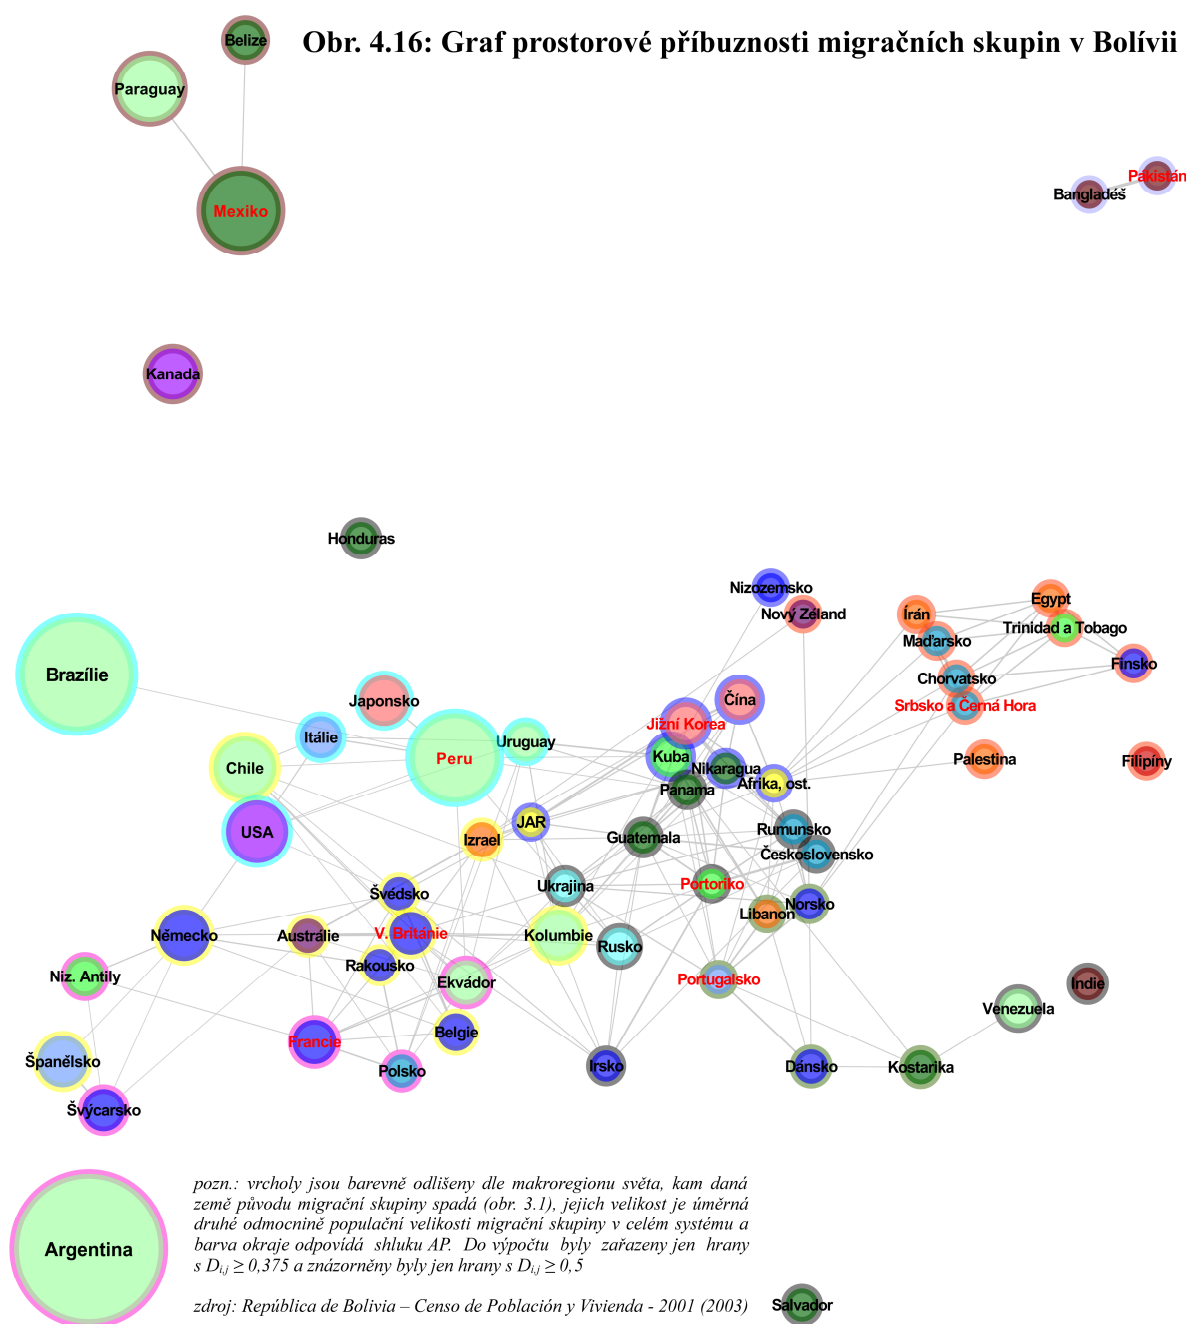 Obr. 4.16: Graf prostorové příbuznosti migračních skupin v Bolívii
Belize
Paraguay
Mexiko
Pakistán
Bangladéš
Kanada
Honduras
Nizozemsko
Nový Zéland
Írán
Egypt
Maďarsko
Trinidad a Tobago
Finsko
Chorvatsko
Srbsko a Černá Hora
Brazílie
Japonsko
Čína
Jižní Korea
Itálie
Uruguay
Peru
Kuba
Chile
Nikaragua
Palestina
Filipíny
Afrika, ost.
Panama
USA
JAR
Izrael
Guatemala
Rumunsko
Československo
Ukrajina
Portoriko
Švédsko
Libanon
Norsko
Německo
Austrálie
V. Británie
Kolumbie
Rusko
Rakousko
Niz. Antily
Ekvádor
Portugalsko
Indie
Venezuela
Francie
Belgie
Španělsko
Polsko
Irsko
Dánsko
Kostarika
Švýcarsko
Argentina
pozn.: vrcholy jsou barevně odlišeny dle makroregionu světa, kam daná
země původu migrační skupiny spadá (obr. 3.1), jejich velikost je úměrná
druhé odmocnině populační velikosti migrační skupiny v celém systému a
barva okraje odpovídá shluku AP. Do výpočtu byly zařazeny jen hrany
s Di,j ≥ 0,375 a znázorněny byly jen hrany s Di,j ≥ 0,5
zdroj: República de Bolivia – Censo de Población y Vivienda - 2001 (2003)
Salvador